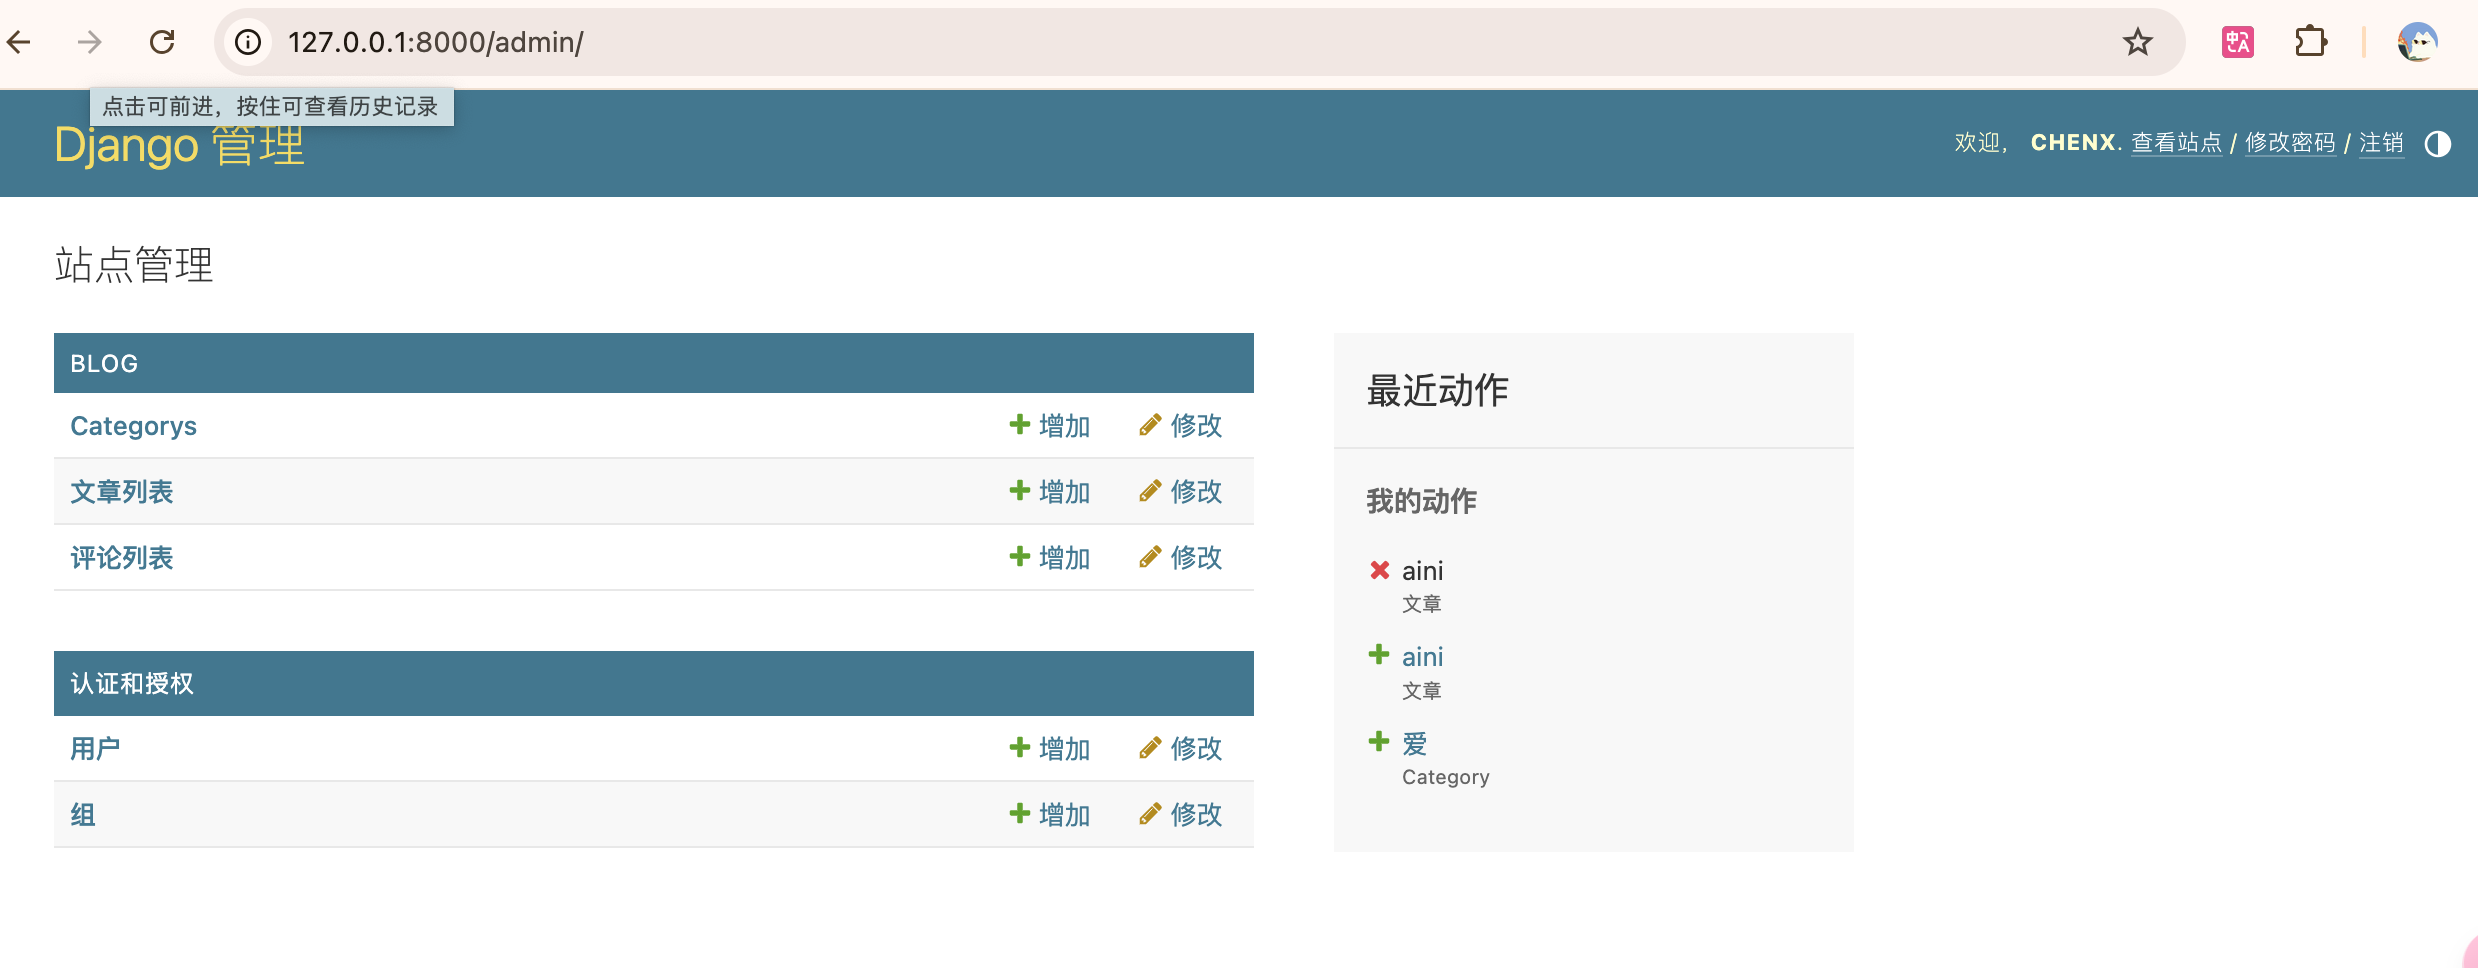 127.0.0.1:8000/admin/
点击可前进，按住可查看历史记录
Django 管理
欢迎， CHENX. 查看站点 / 修改密码 / 注销
站点管理
BLOG
Categorys 增加 修改
文章列表 增加 修改
评论列表 增加 修改
认证和授权
用户 增加 修改
组 增加 修改
最近动作
我的动作
aini
文章
aini
文章
爱
Category